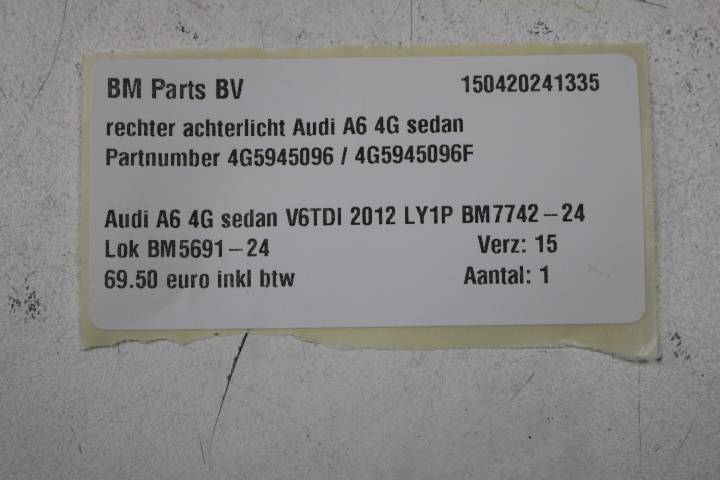 BM Parts BV 150420241335
rechter achterlicht Audi A6 4G sedan
Partnumber 4G5945096 / 4G5945096F
Audi A6 4G sedan V6TDI 2012 LY1P BM7742-24
Lok BM5691-24 Verz: 15
69.50 euro inkl btw Aantal: 1